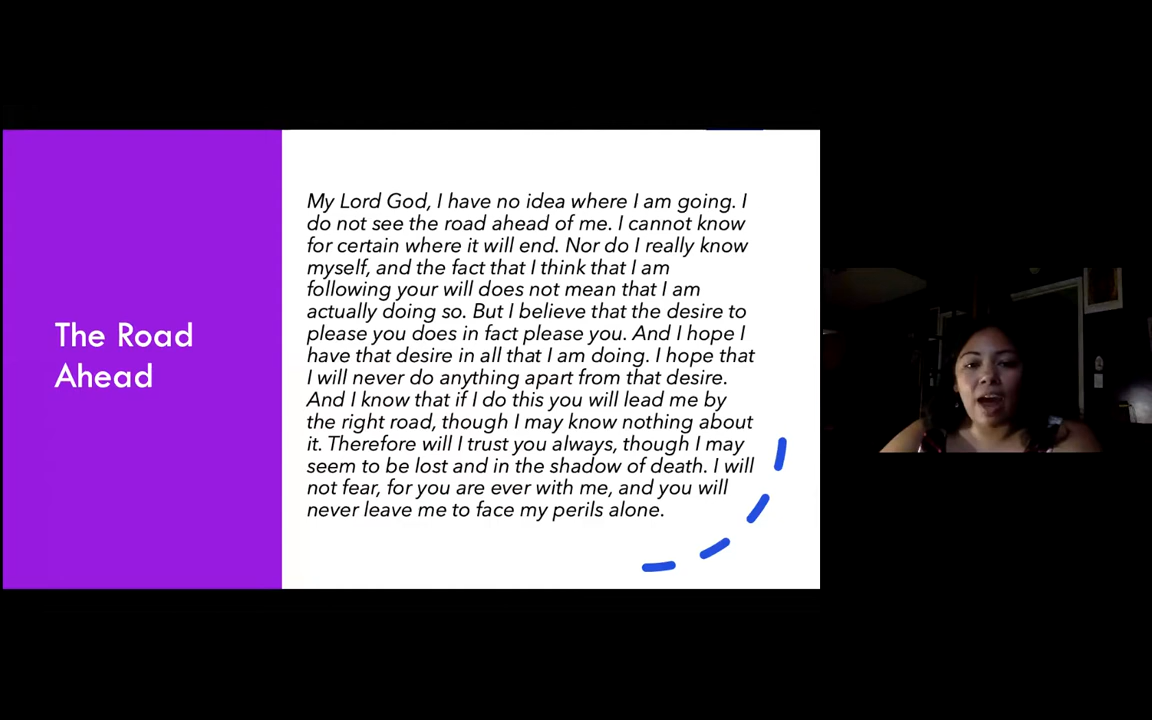 The Road
Ahead
My Lord God, I have no idea where I am going. I
do not see the road ahead of me. I cannot know
for certain where it will end. Nor do I really know
myself, and the fact that I think that I am
following your will does not mean that I am
actually doing so. But I believe that the desire to
please you does in fact please you. And I hope I
have that desire in all that I am doing. I hope that
I will never do anything apart from that desire.
And I know that if I do this you will lead me by
the right road, though I may know nothing about
it. Therefore will I trust you always, though I may
seem to be lost and in the shadow of death. I will
not fear, for you are ever with me, and you will
never leave me to face my perils alone.